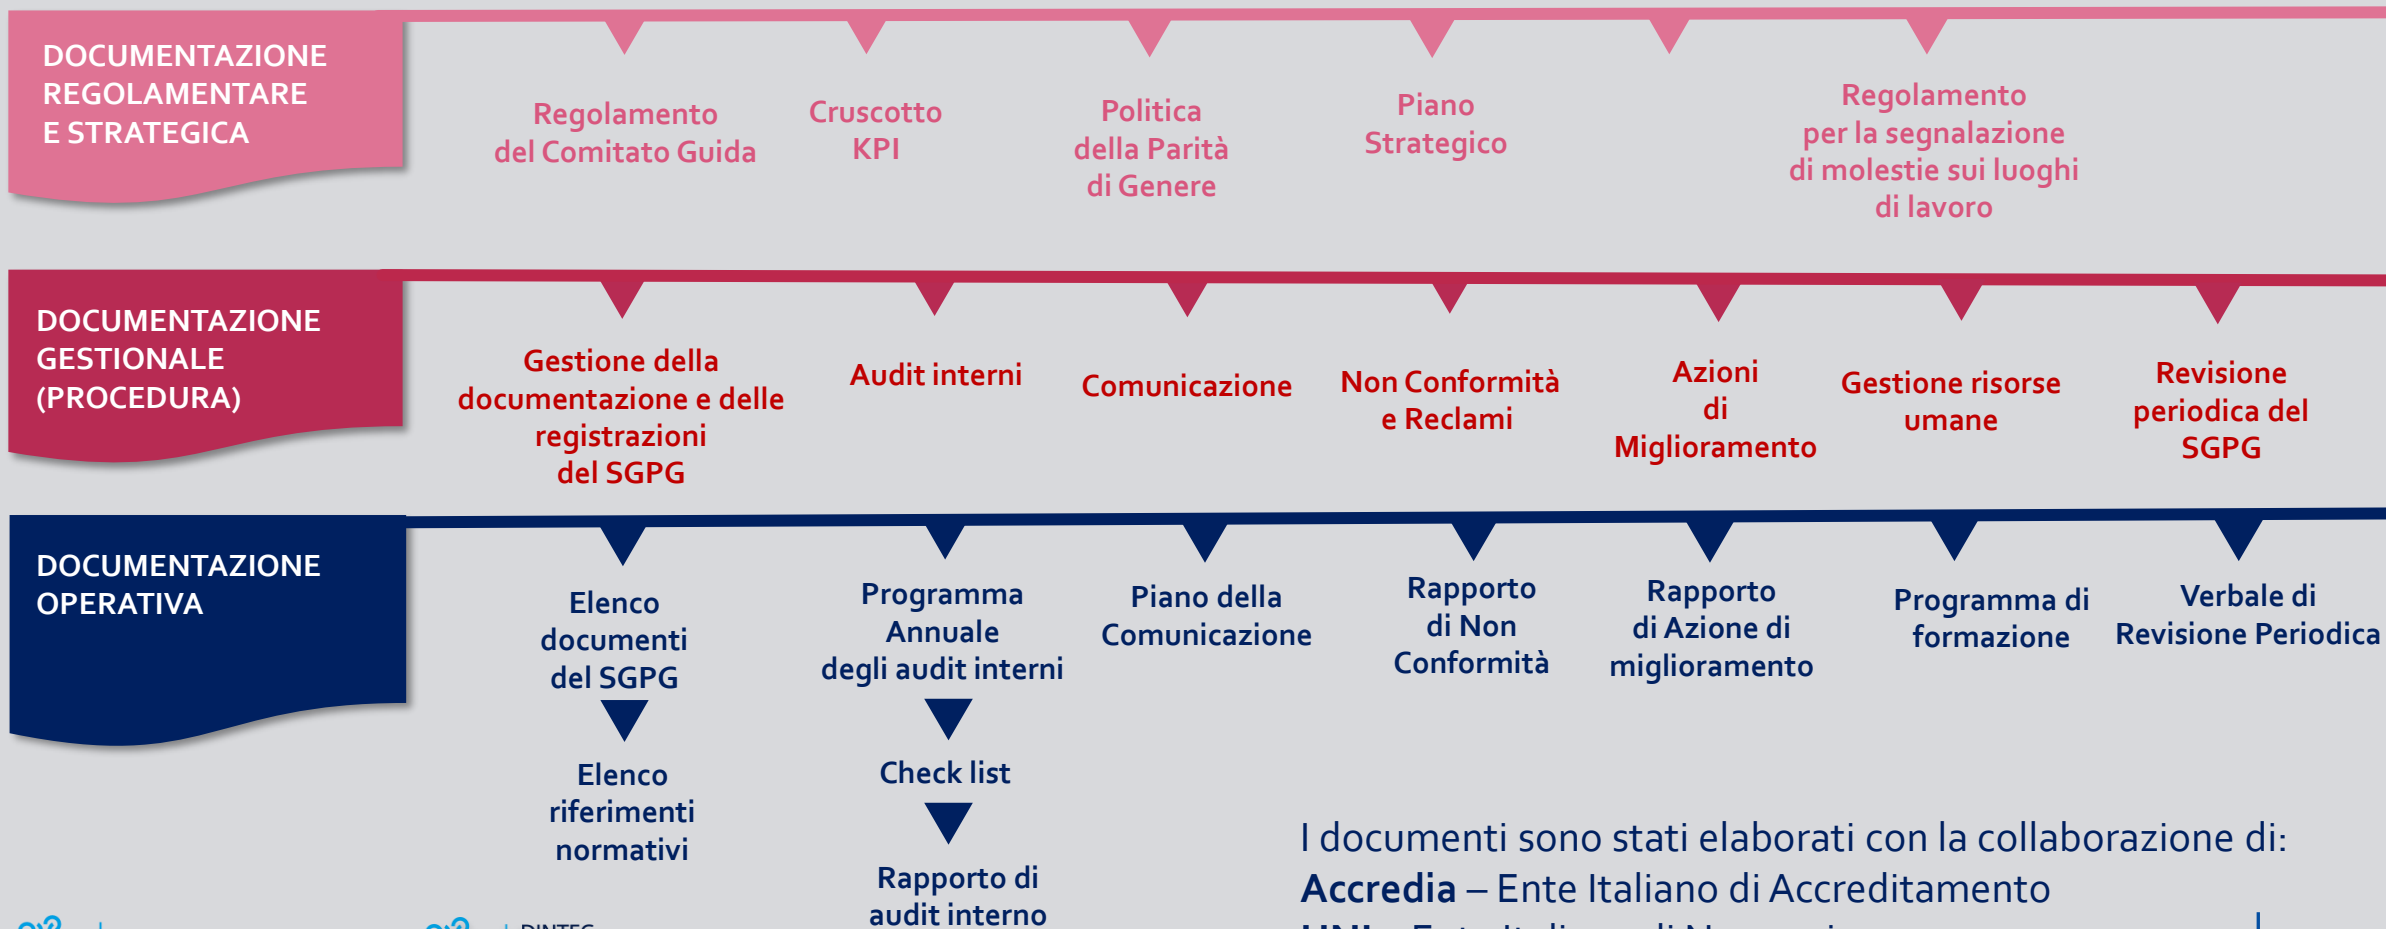 DOCUMENTAZIONE
REGOLAMENTARE
E STRATEGICA
Regolamento
del Comitato Guida
Cruscotto
KPI
Politica
della Parità
di Genere
Piano
Strategico
Regolamento
per la segnalazione
di molestie sui luoghi
di lavoro
DOCUMENTAZIONE
GESTIONALE
(PROCEDURA)
Gestione della
documentazione e delle
registrazioni
del SGPG
Audit interni
Comunicazione
Non Conformità
e Reclami
Azioni
di
Miglioramento
Gestione risorse
umane
Revisione
periodica del
SGPG
DOCUMENTAZIONE
OPERATIVA
Elenco
documenti
del SGPG
Elenco
riferimenti
normativi
Programma
Annuale
degli audit interni
Check list
Rapporto di
audit interno
Piano della
Comunicazione
Rapporto
di Non
Conformità
Rapporto
di Azione di
miglioramento
Programma di
formazione
Verbale di
Revisione Periodica
I documenti sono stati elaborati con la collaborazione di:
Accredia – Ente Italiano di Accreditamento